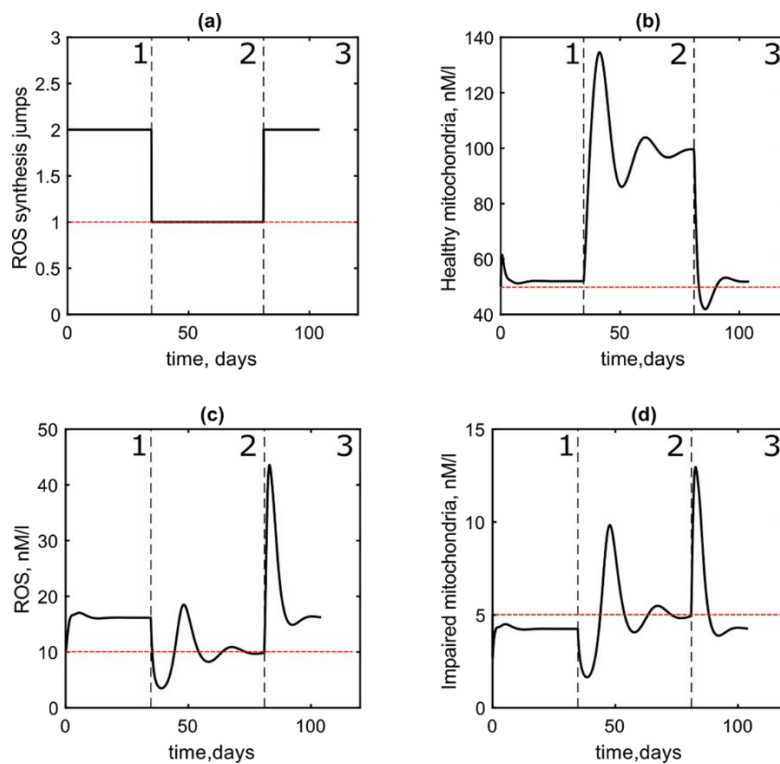 (a)
1 2 3
ROS synthesis jumps
3
2.5
2
1.5
1
0.5
0
0 50 100
time, days
(b)
1 2 3
Healthy mitochondria, nM/l
140
120
100
80
60
40
0 50 100
time,days
(c)
1 2 3
ROS, nM/l
50
40
30
20
10
0
0 50 100
time,days
(d)
1 2 3
Impaired mitochondria, nM/l
15
10
5
0
0 50 100
time,days